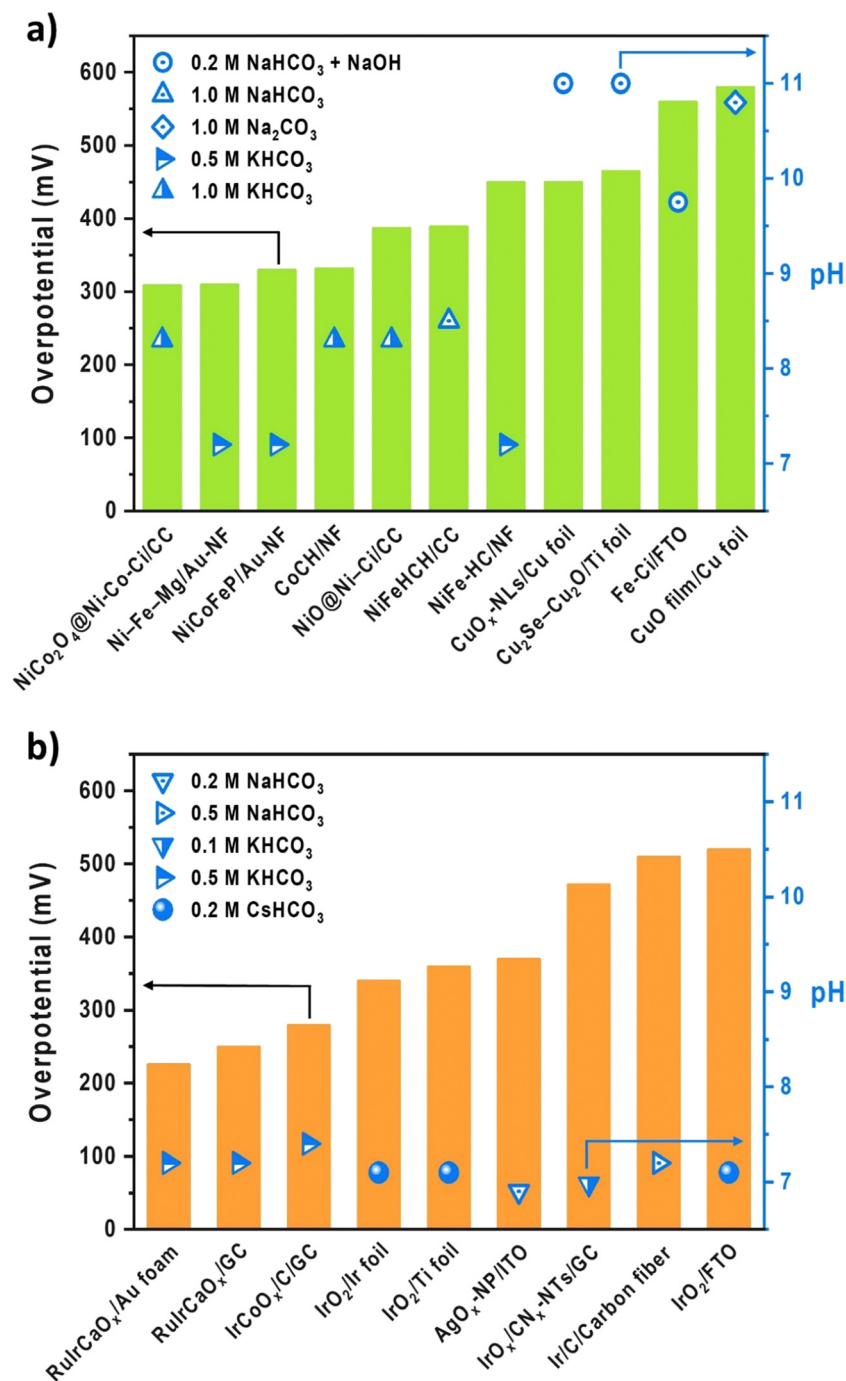 a)
0.2 M NaHCO₃ + NaOH
1.0 M NaHCO₃
1.0 M Na₂CO₃
0.5 M KHCO₃
1.0 M KHCO₃
Overpotential (mV)
600
500
400
300
200
100
0
11
10
9
8
7
pH
NiCo₂O₄@Ni-Co-Ci/CC
Ni–Fe–Mg/Au-NF
NiCoFeP/Au-NF
CoCH/NF
NiO@Ni–Ci/CC
NiFeHCH/CC
NiFe-HC/NF
CuOₓ-NLs/Cu foil
Cu₂Se–Cu₂O/Ti foil
Fe-Ci/FTO
CuO film/Cu foil
b)
0.2 M NaHCO₃
0.5 M NaHCO₃
0.1 M KHCO₃
0.5 M KHCO₃
0.2 M CsHCO₃
Overpotential (mV)
600
500
400
300
200
100
0
11
10
9
8
7
pH
RuIrCaOₓ/Au foam
RuIrCaOₓ/GC
IrCoOₓ/C/GC
IrO₂/Ir foil
IrO₂/Ti foil
AgOₓ-NP/ITO
IrOₓ/CNₓ-NTs/GC
Ir/C/Carbon fiber
IrO₂/FTO